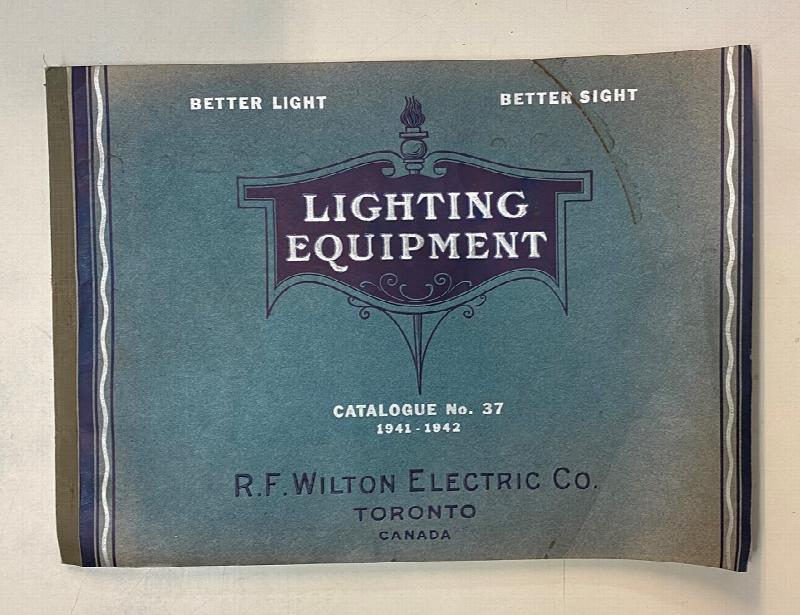 BETTER LIGHT BETTER SIGHT
LIGHTING
EQUIPMENT
CATALOGUE No. 37
1941-1942
R.F. WILTON ELECTRIC CO.
TORONTO
CANADA